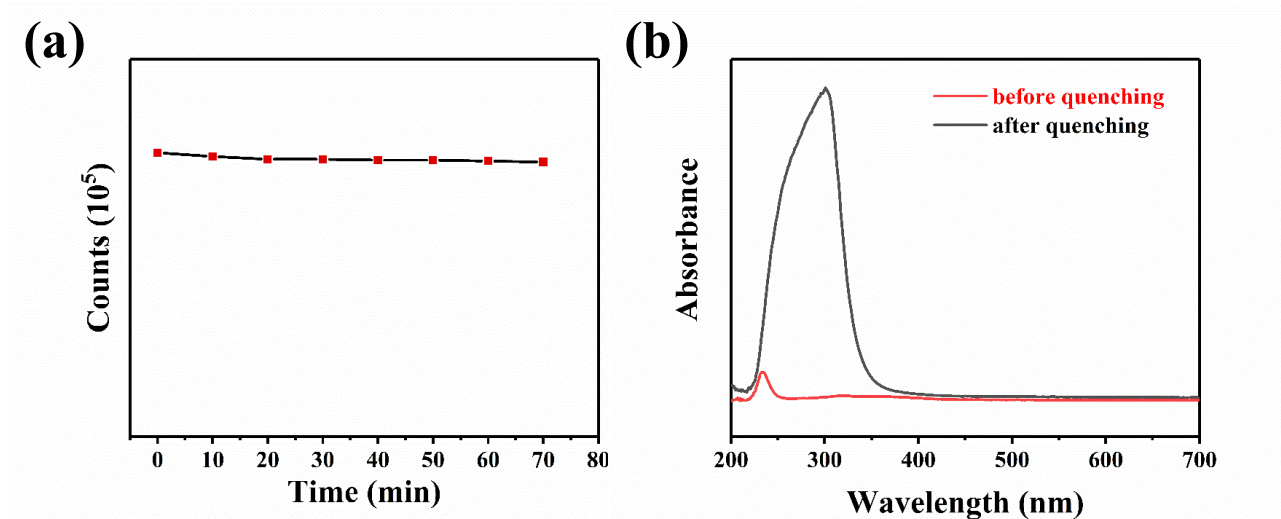 (a)
Counts (10⁵)
0 10 20 30 40 50 60 70 80
Time (min)
(b)
before quenching
after quenching
Absorbance
200 300 400 500 600 700
Wavelength (nm)